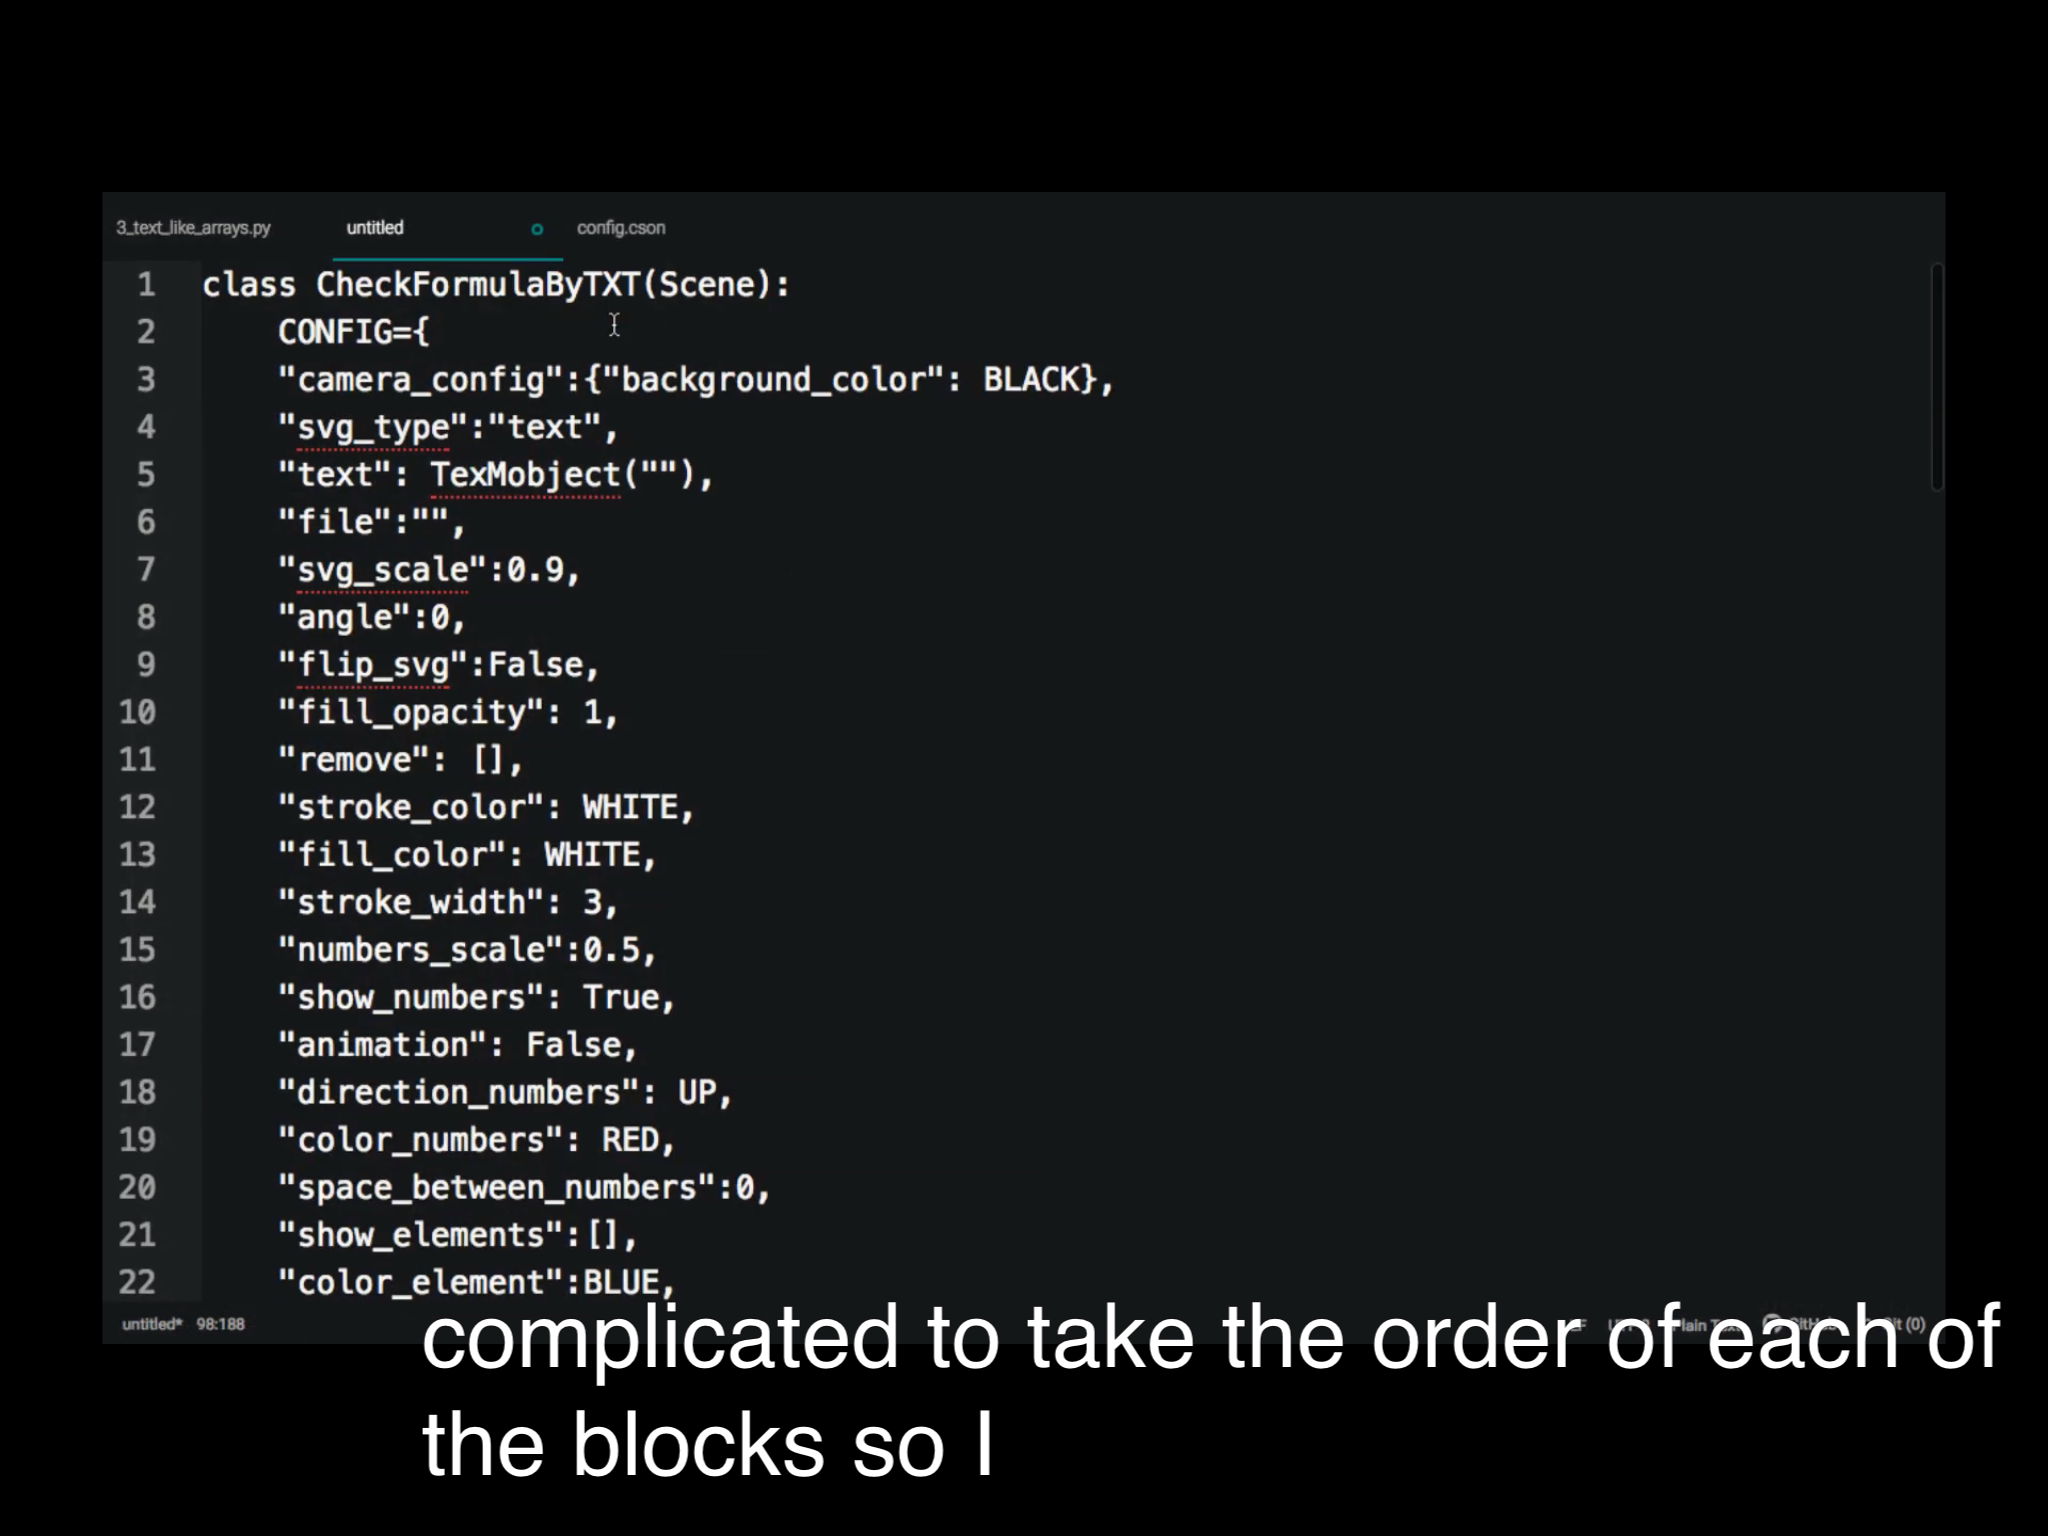 3_text_like_arrays.py untitled config.cson
1 class CheckFormulaByTXT(Scene):
2 CONFIG={
3 "camera_config":{"background_color": BLACK},
4 "svg_type":"text",
5 "text": TexMobject(""),
6 "file":"",
7 "svg_scale":0.9,
8 "angle":0,
9 "flip_svg":False,
10 "fill_opacity": 1,
11 "remove": [],
12 "stroke_color": WHITE,
13 "fill_color": WHITE,
14 "stroke_width": 3,
15 "numbers_scale":0.5,
16 "show_numbers": True,
17 "animation": False,
18 "direction_numbers": UP,
19 "color_numbers": RED,
20 "space_between_numbers":0,
21 "show_elements":[],
22 "color_element":BLUE,
untitled* 98:188
complicated to take the order of each of
the blocks so I